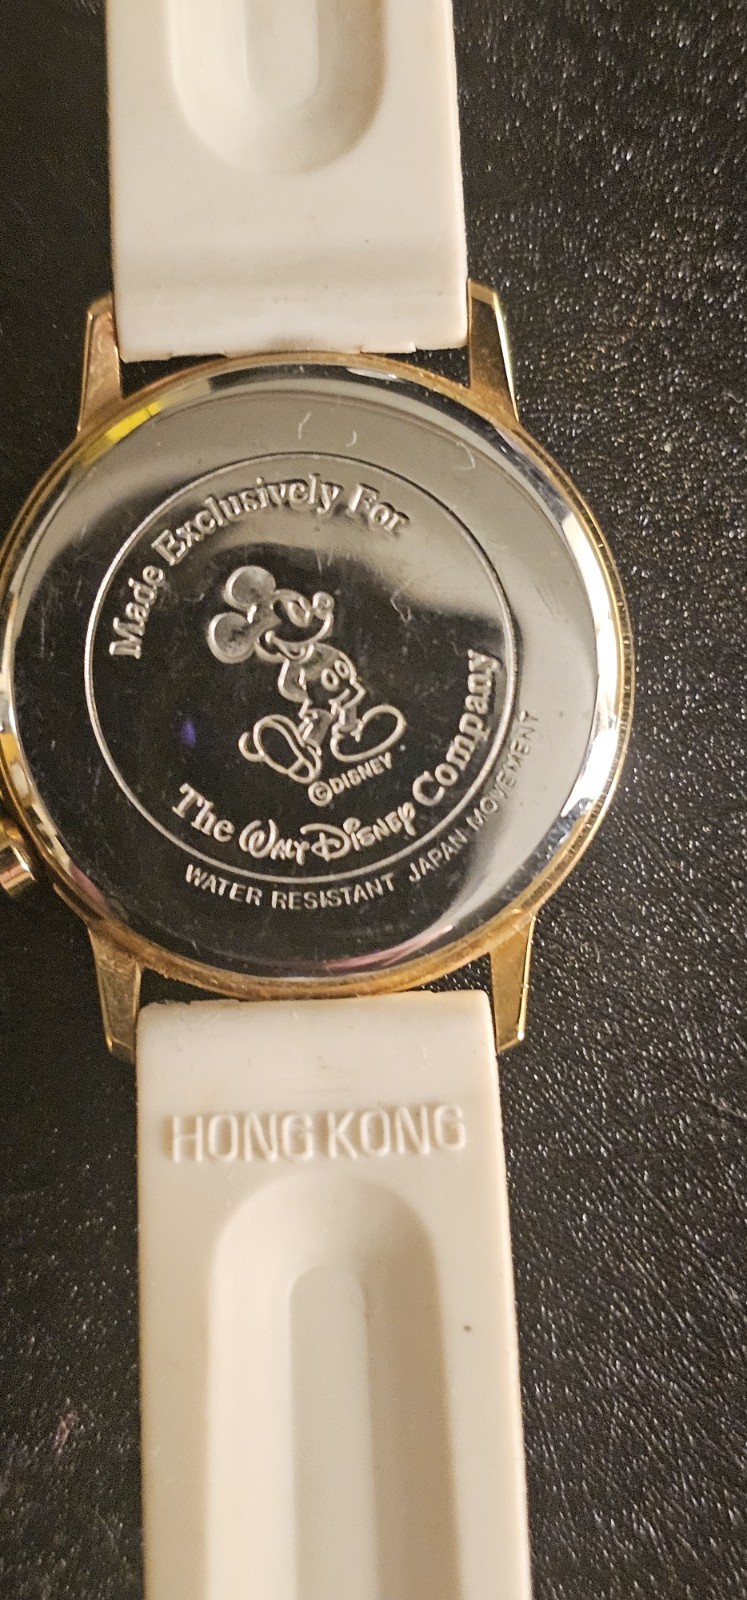 Made Exclusively For
©DISNEY
The WALT DISNEY Company
WATER RESISTANT JAPAN MOVEMENT
HONG KONG